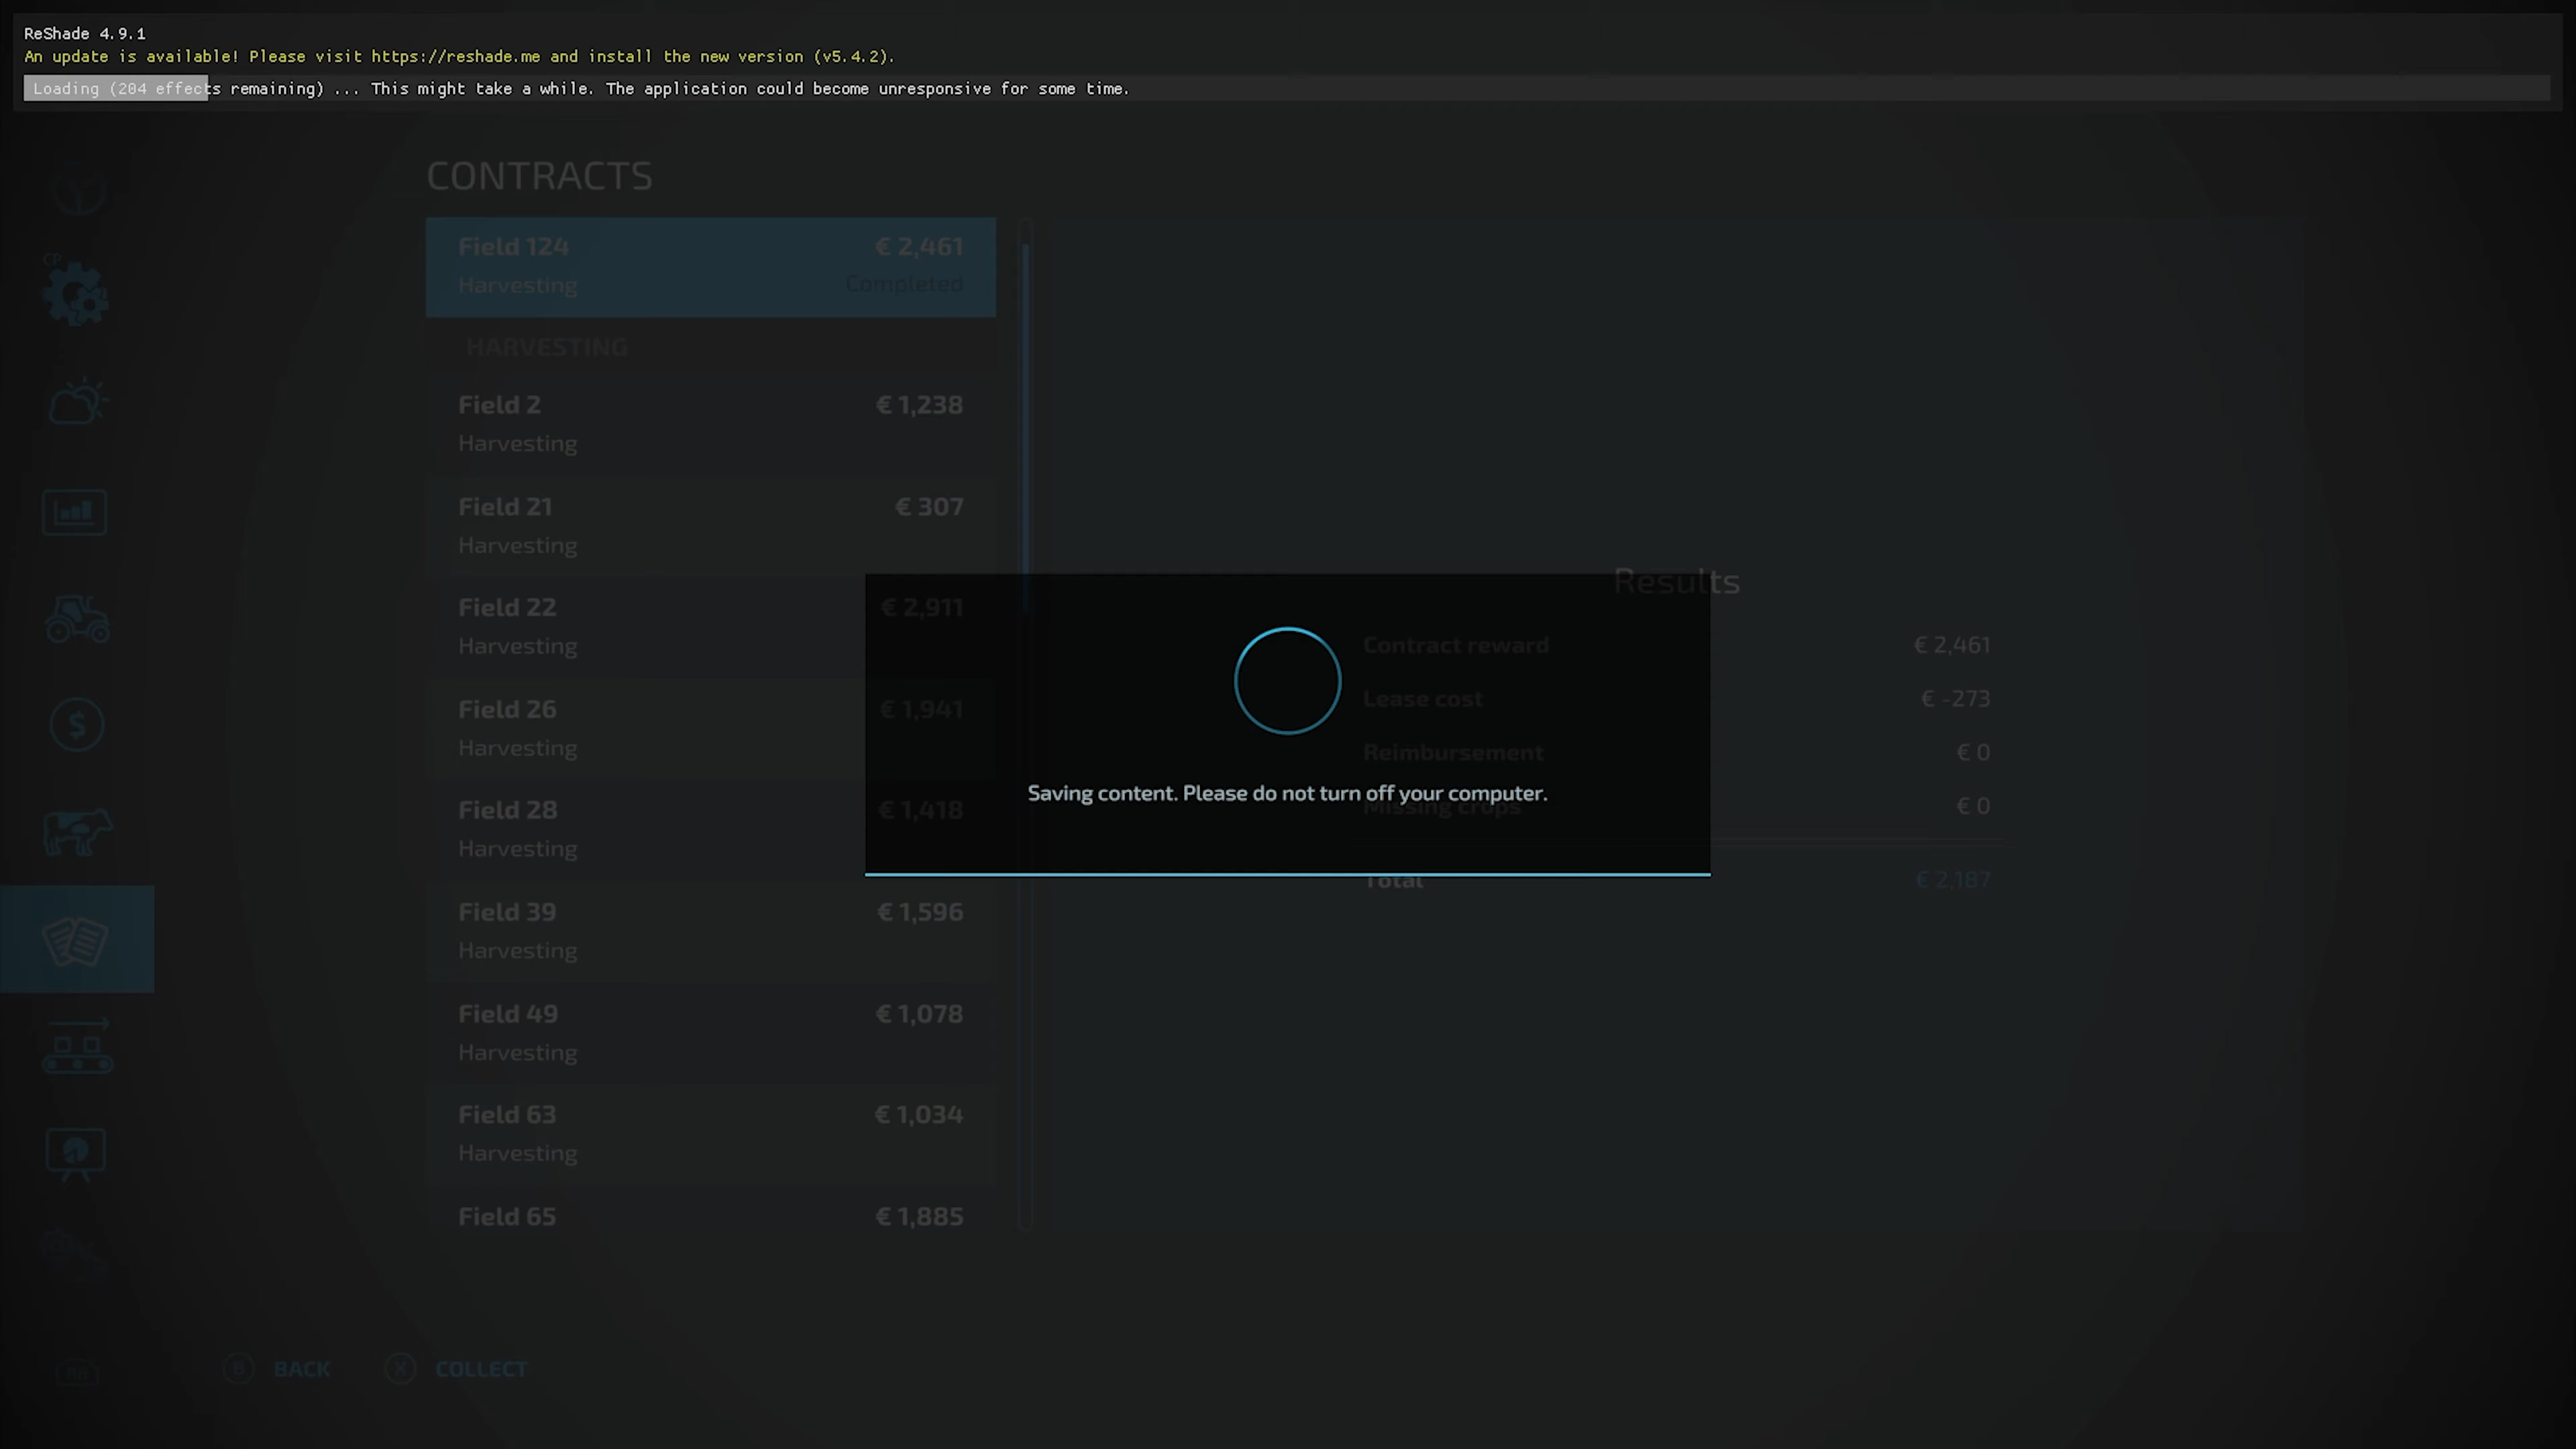 ReShade 4.9.1
An update is available! Please visit https://reshade.me and install the new version (v5.4.2).
Loading (204 effects remaining) ... This might take a while. The application could become unresponsive for some time.
CONTRACTS
Field 124 € 2,461
Harvesting Completed
HARVESTING
Field 2 € 1,238
Harvesting
Field 21 € 307
Harvesting
Field 22 € 2,911
Harvesting
Field 26 € 1,941
Harvesting
Field 28 € 1,418
Harvesting
Field 39 € 1,596
Harvesting
Field 49 € 1,078
Harvesting
Field 63 € 1,034
Harvesting
Field 65 € 1,885
Results
Contract reward € 2,461
Lease cost € -273
Reimbursement € 0
Saving content. Please do not turn off your computer.
Missing crops € 0
Total € 2,187
CP
B BACK X COLLECT